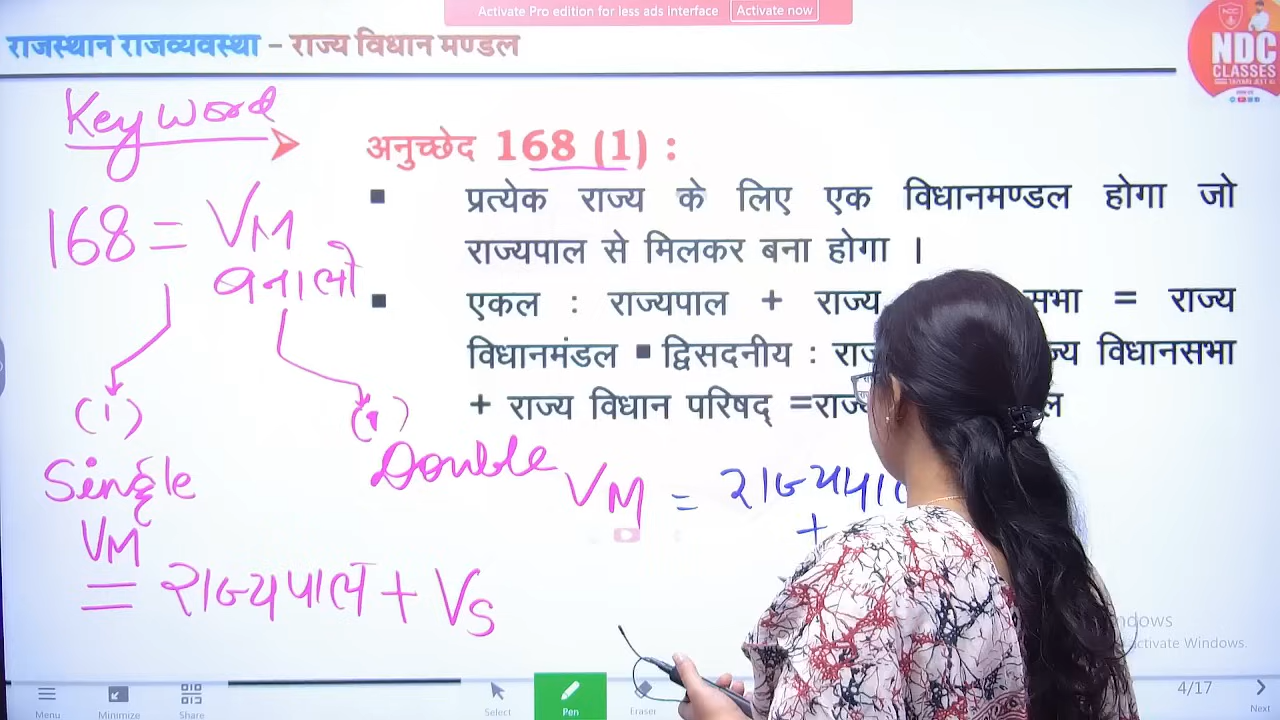 Activate Pro edition for less ads interface Activate now
राजस्थान राजव्यवस्था – राज्य विधान मण्डल
NDC
CLASSES
Keyword
अनुच्छेद 168 (1) :
प्रत्येक राज्य के लिए एक विधानमण्डल होगा जो
राज्यपाल से मिलकर बना होगा ।
एकल : राज्यपाल + राज्य सभा = राज्य
विधानमंडल ▪ द्विसदनीय : विधानसभा
+ राज्य विधान परिषद् =
168 = VM
बनालो
(1)
Single
VM
= राज्यपाल + VS
Double VM =
+
Activate Windows.
Menu Minimize Share Select Pen Eraser 4/17 Next